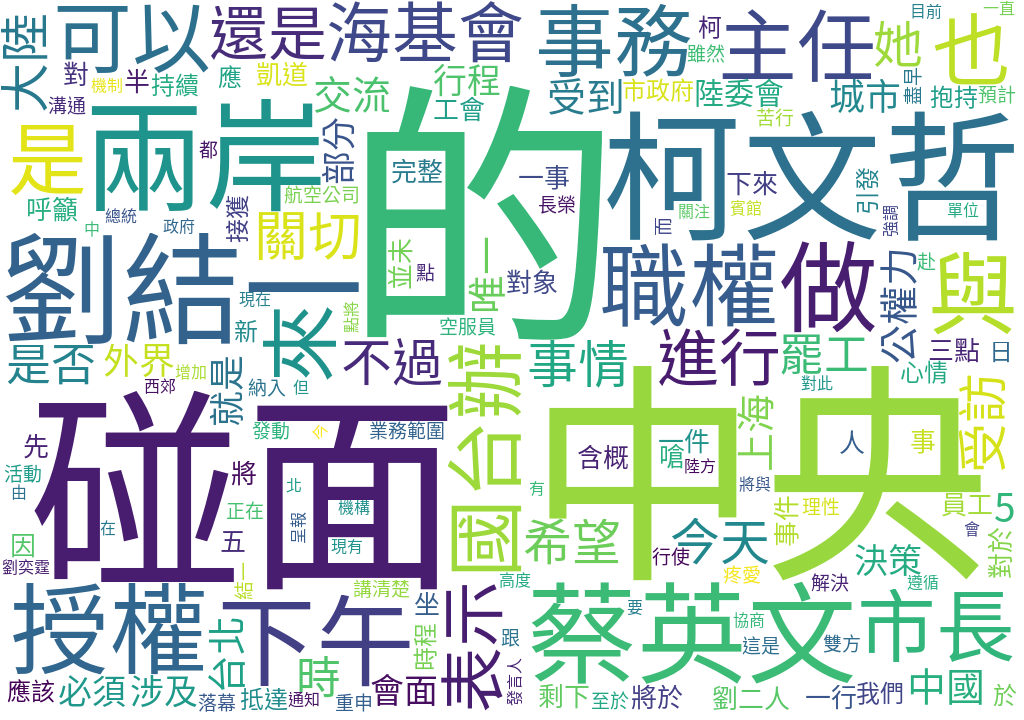 大陸
可以
還是
海基會
事務
主任
柯
雖然
她
也
目前
一直
對
機制
半
持續
應
凱道
交流
行程
工會
受到
市政府
陸委會
城市
盡早
抱持
預計
溝通
是
兩岸
的
柯文哲
苦行
呼籲
都
部分
完整
一事
長榮
下來
賓館
引發
強調
單位
中
總統
政府
航空公司
接獲
關切
並未
點
唯一
對象
而
關注
職權
做
公權力
赴
與
劉結一
現在
新
來
點將
空服員
不過
事情
進行
罷工
三點
日
心情
是否
外界
增加
西郊
就是
納入
但
國台辦
對此
碰面
中央
上海
受訪
先
發動
今
業務範圍
含概
一件
嗆
陸方
將與
人
事
活動
由
將
北
機構
有
事件
理性
員工
5
會
在
正在
五
呈報
現有
希望
行使
今天
決策
對於
因
劉奕霆
結一
講清楚
高度
疼愛
解決
遵循
授權
下午
坐
表示
蔡英文
市長
要
協商
台北
時程
跟
這是
雙方
應該
必須
涉及
時
會面
發言人
剩下
至於
將於
劉二人
一行
我們
中國
於
落幕
抵達
通知
重申